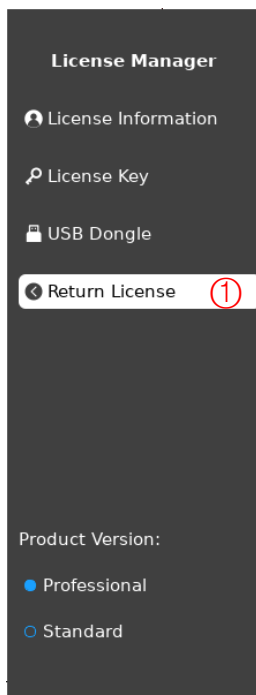 License Manager
License Information
License Key
USB Dongle
Return License ①
Product Version:
Professional
Standard